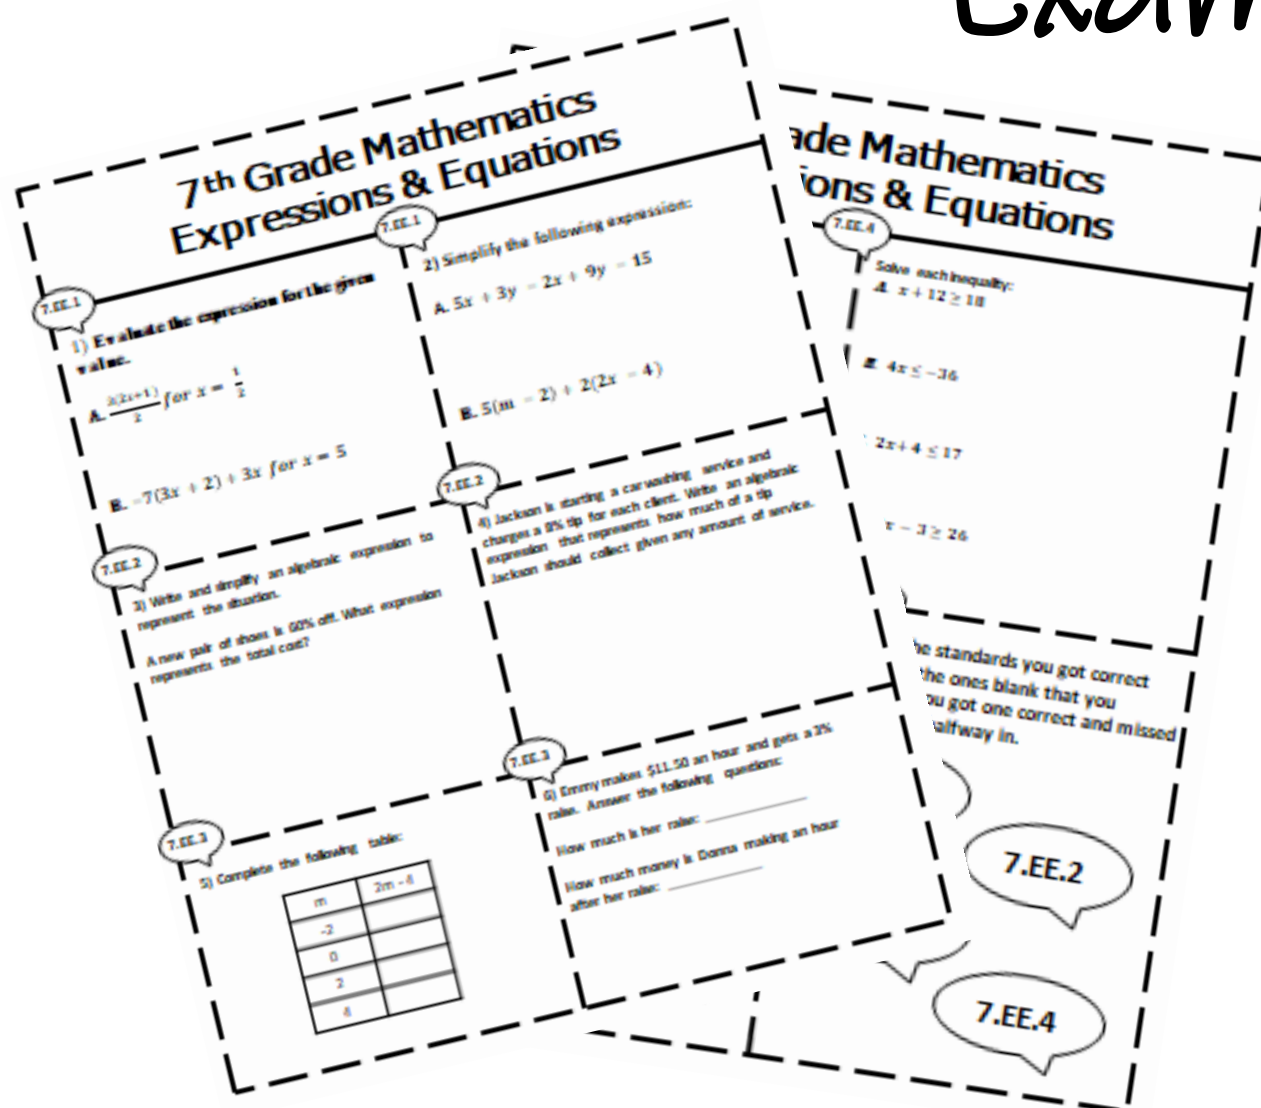 7th Grade Mathematics
Expressions & Equations
7.EE.1
1) Evaluate the expression for the given
value.
for x = 1/2
B. -7(3x + 2) + 3x for x = 5
7.EE.1
2) Simplify the following expression:
A. 5x + 3y - 2x + 9y - 15
B. 5(m - 2) + 2(2x - 4)
7.EE.2
3) Write and simplify an algebraic expression to
represent the situation.
A new pair of shoes is 60% off. What expression
represents the total cost?
7.EE.2
4) Jackson is starting a car washing service and
charges a tip for each client. Write an algebraic
expression that represents how much of a tip
Jackson should collect given any amount of service.
7.EE.3
5) Complete the following table:
m
-2
0
2
7.EE.3
6) Emmy makes $11.50 an hour and gets a 3%
raise. Answer the following questions:
How much is her raise:
How much money is Donna making an hour
after her raise:
ade Mathematics
ions & Equations
7.EE.4
Solve each inequality:
A. x + 12 ≥ 18
B. 4x ≤ -36
2x+4 ≤ 17
- 3 ≥ 26
he standards you got correct
the ones blank that you
ou got one correct and missed
alfway in.
7.EE.2
7.EE.4